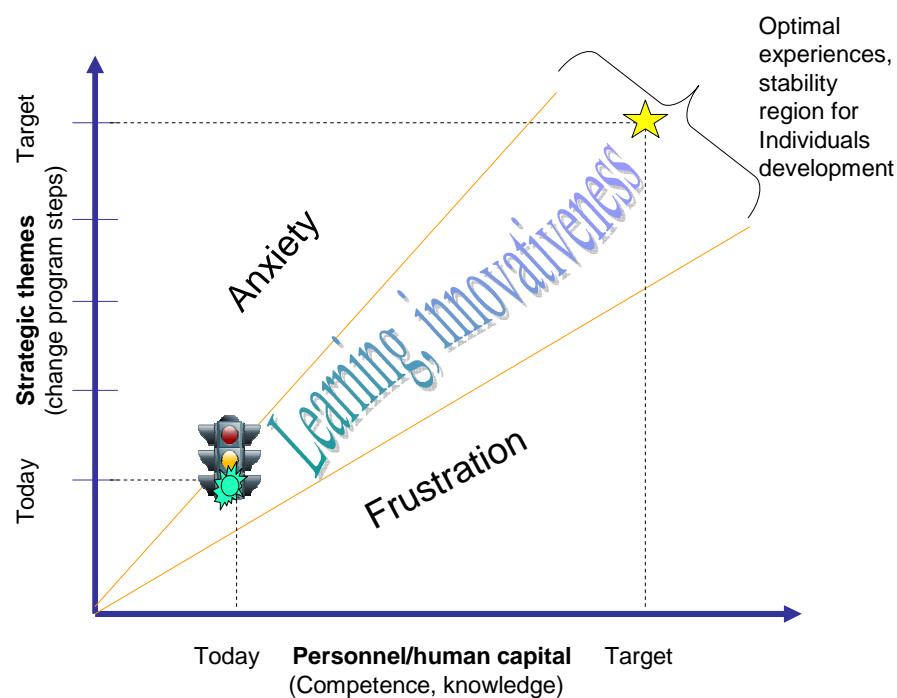 Optimal
experiences,
stability
region for
Individuals
development
Target
Strategic themes
(change program steps)
Today
Anxiety
Learning, innovativeness
Frustration
Today Personnel/human capital Target
(Competence, knowledge)